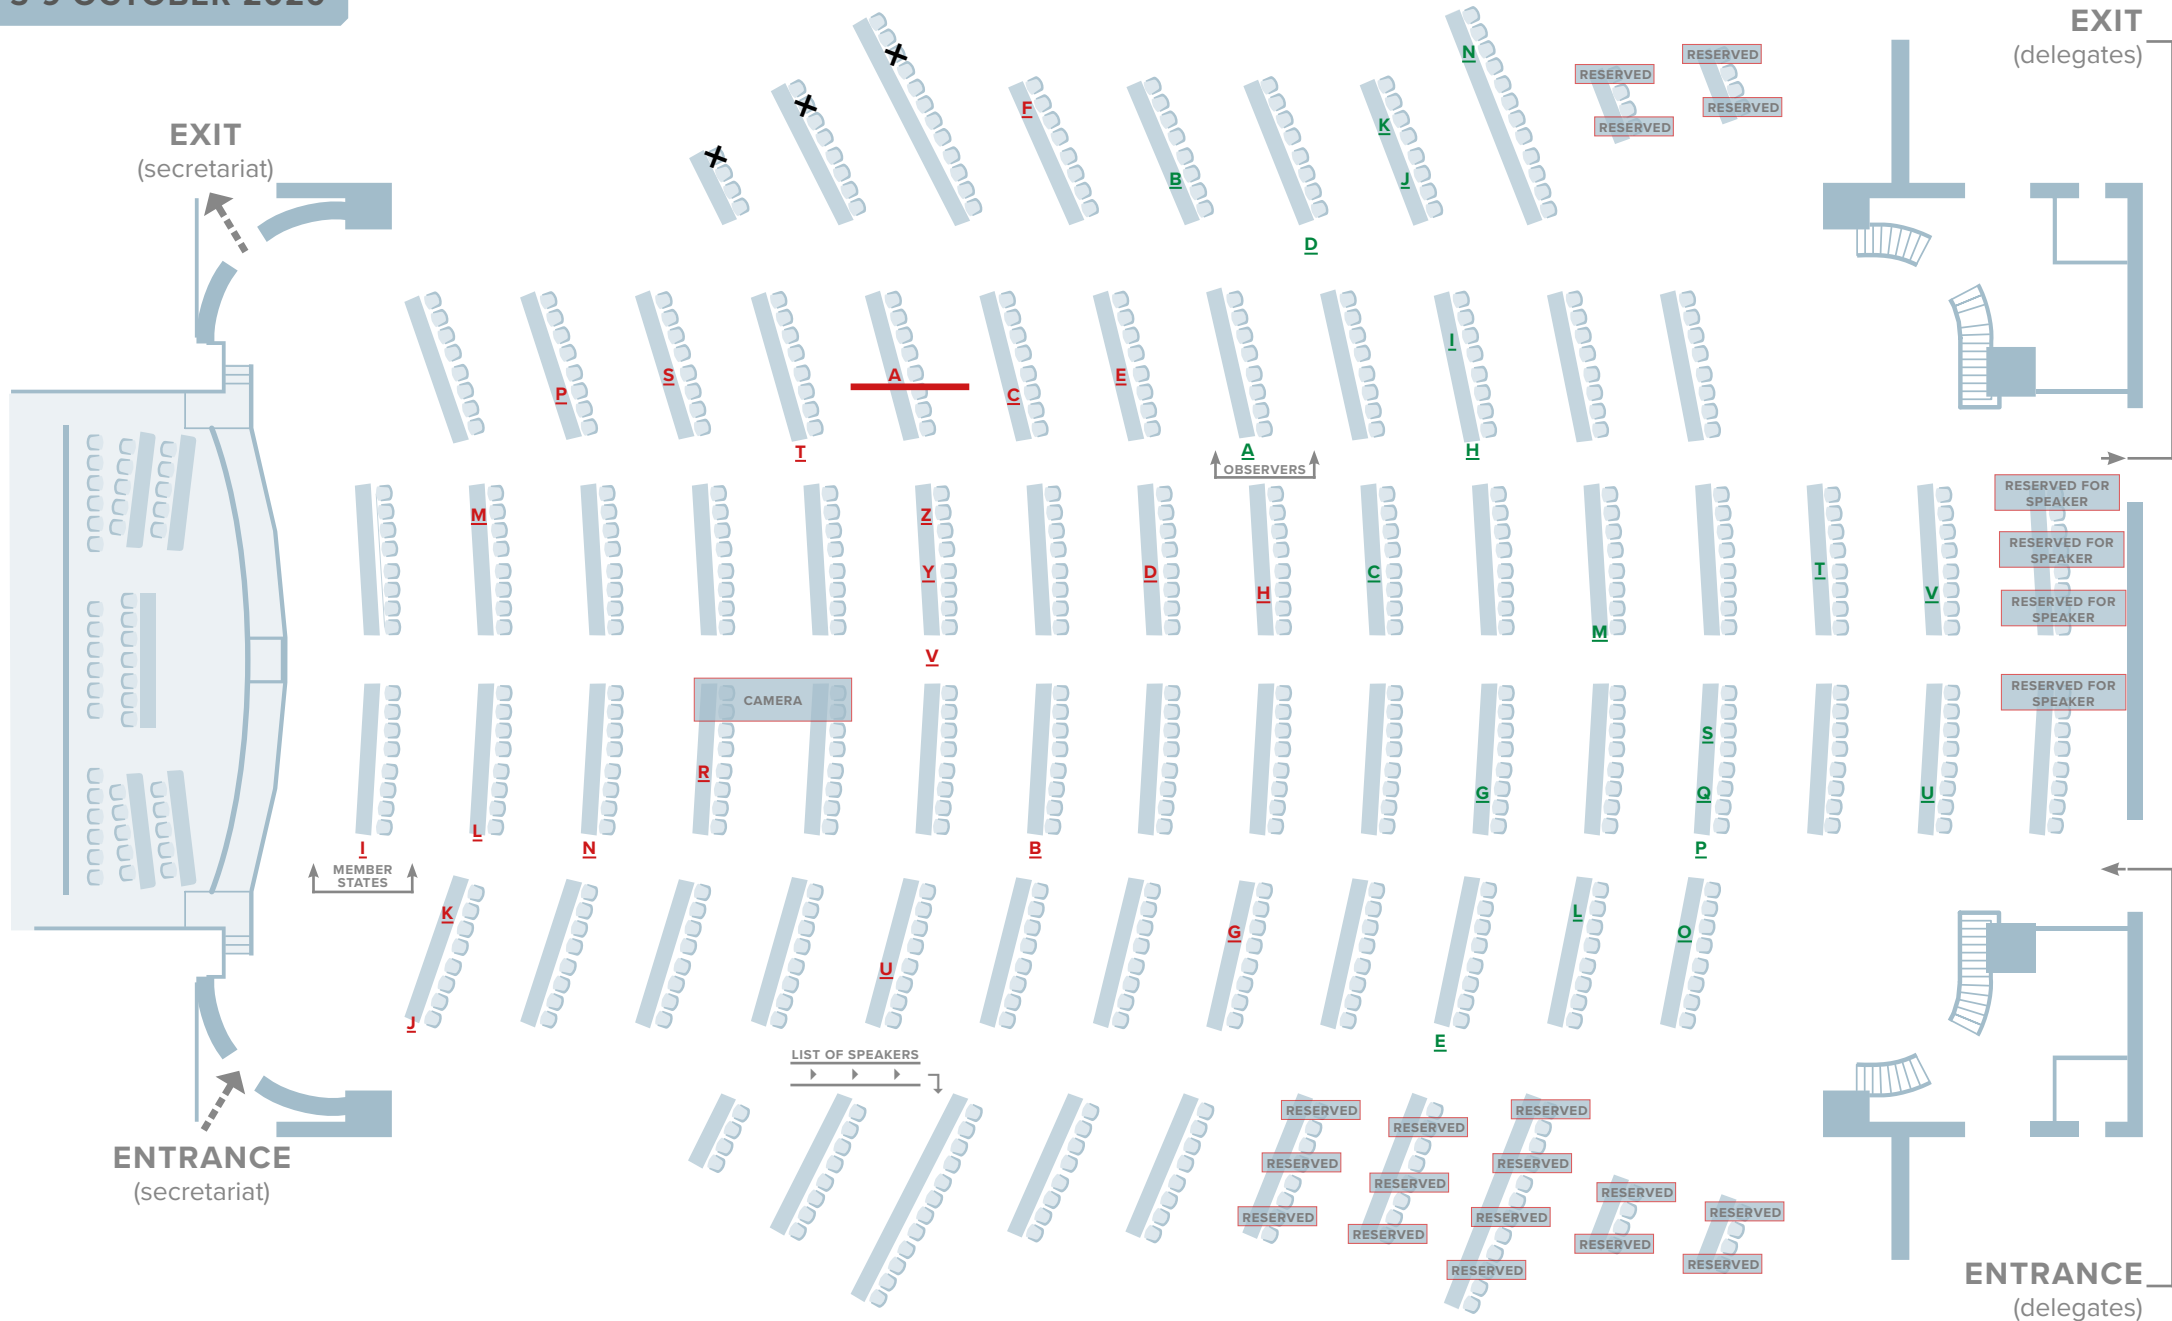 EXIT
(delegates)
N
RESERVED
RESERVED
F
RESERVED
K
RESERVED
EXIT
(secretariat)
B
J
D
I
S
A
E
P
C
T
A
H
OBSERVERS
RESERVED FOR
SPEAKER
M
Z
RESERVED FOR
SPEAKER
Y
D
C
T
H
V
RESERVED FOR
SPEAKER
M
V
RESERVED FOR
SPEAKER
CAMERA
S
R
G
Q
U
L
I
N
B
P
MEMBER
STATES
K
L
G
O
U
J
E
LIST OF SPEAKERS
RESERVED
RESERVED
RESERVED
ENTRANCE
(secretariat)
RESERVED
RESERVED
RESERVED
RESERVED
RESERVED
RESERVED
RESERVED
RESERVED
RESERVED
RESERVED
RESERVED
ENTRANCE
(delegates)